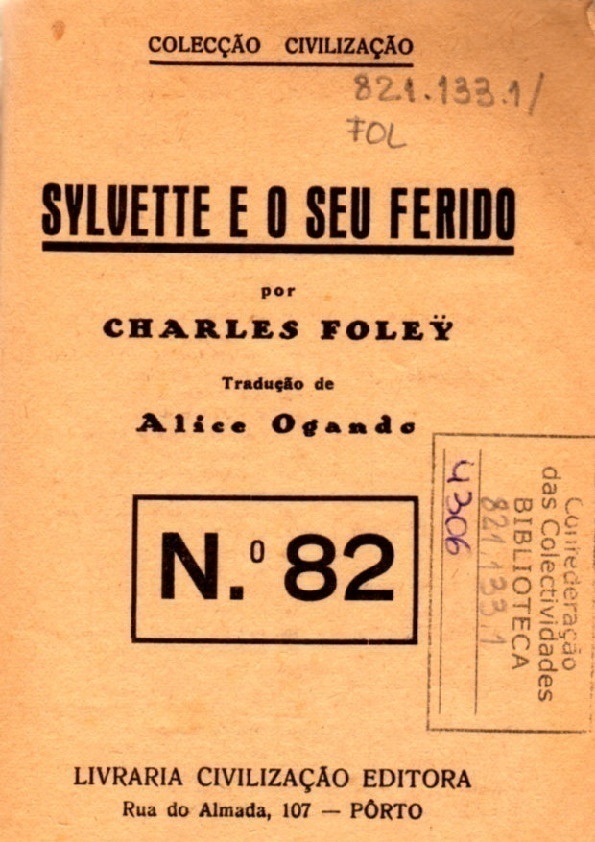 COLECÇÃO CIVILIZAÇÃO
821.133.1/
FOL
SYLVETTE E O SEU FERIDO
por
CHARLES FOLEŸ
Tradução de
Alice Ogando
N.º 82
Confederação
das Colectividades
BIBLIOTECA
821.133.1
4306
LIVRARIA CIVILIZAÇÃO EDITORA
Rua do Almada, 107 — PÔRTO